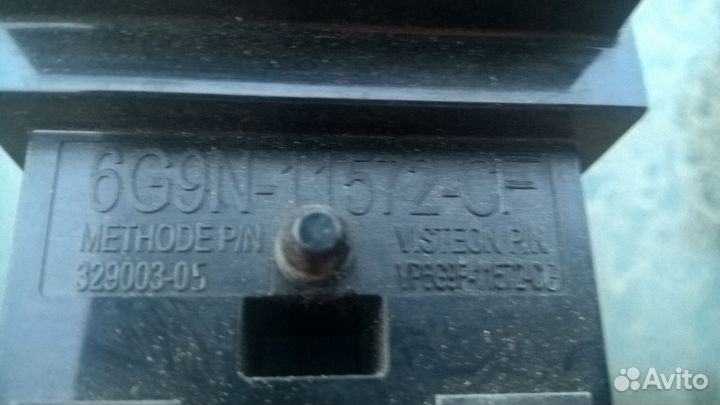 6G9N-11572-CF
METHODE P/N VISTEON P/N
329003-05
Avito